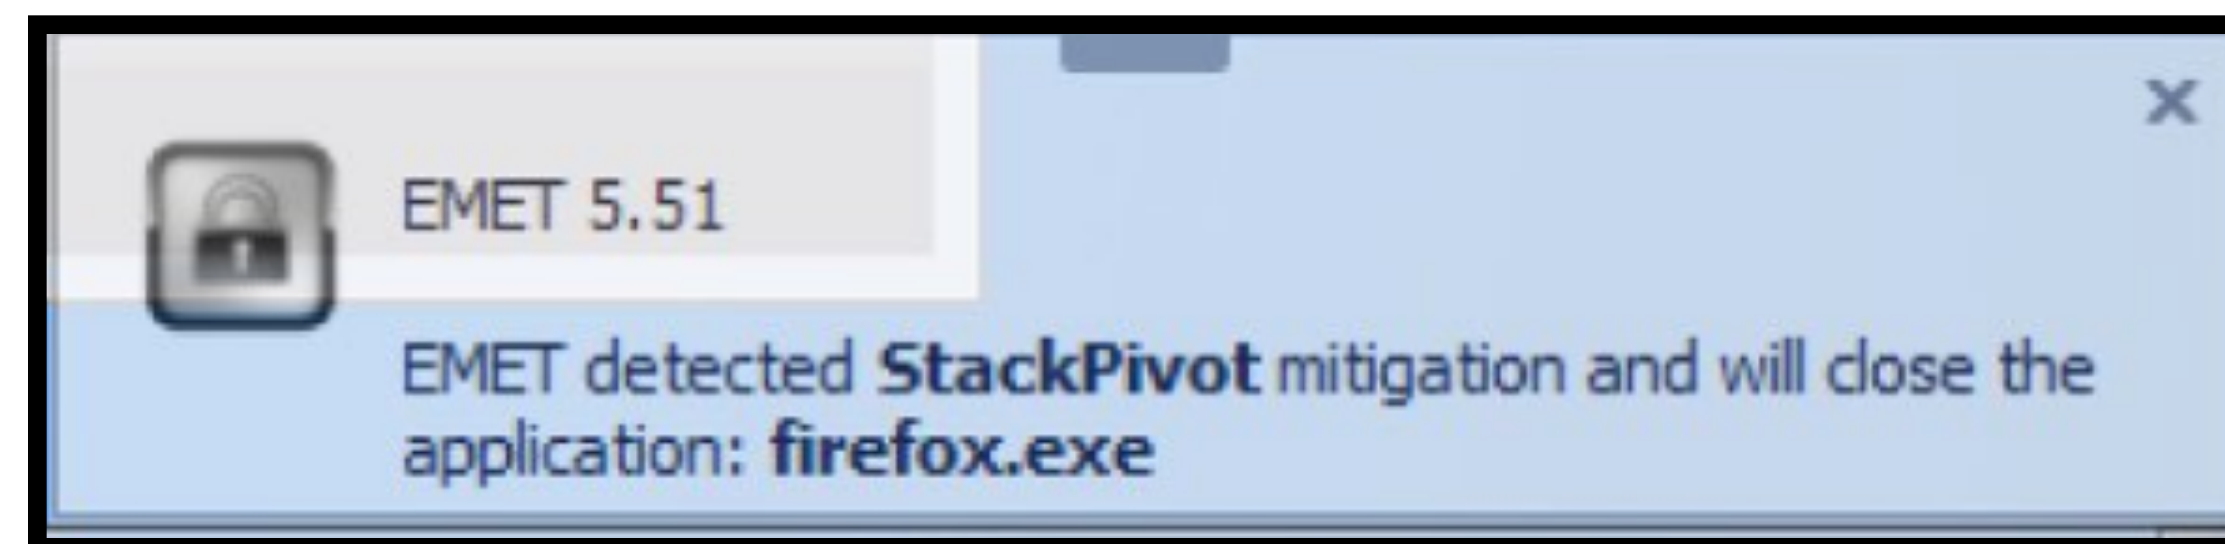 EMET 5.51
EMET detected StackPivot mitigation and will close the
application: firefox.exe